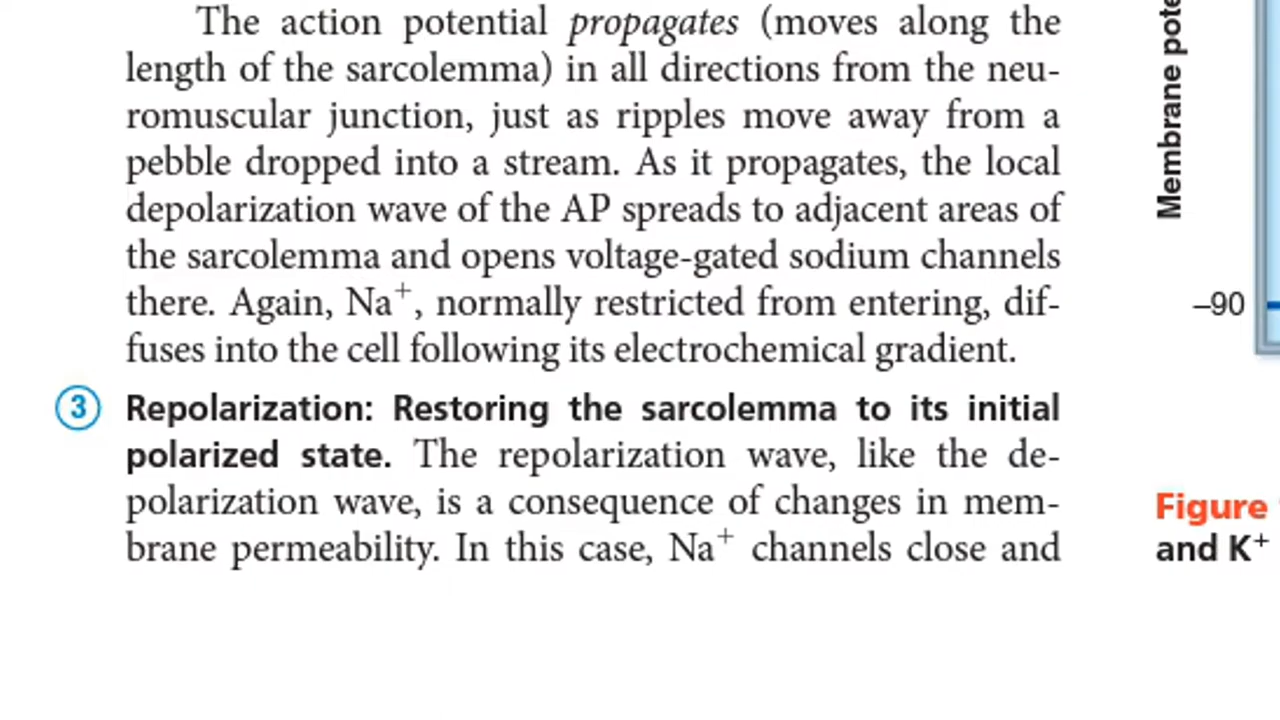 The action potential propagates (moves along the
length of the sarcolemma) in all directions from the neu-
romuscular junction, just as ripples move away from a
pebble dropped into a stream. As it propagates, the local
depolarization wave of the AP spreads to adjacent areas of
the sarcolemma and opens voltage-gated sodium channels
there. Again, Na⁺, normally restricted from entering, dif-
fuses into the cell following its electrochemical gradient.
3 Repolarization: Restoring the sarcolemma to its initial
polarized state. The repolarization wave, like the de-
polarization wave, is a consequence of changes in mem-
brane permeability. In this case, Na⁺ channels close and
Membrane
–90
Figure
and K⁺